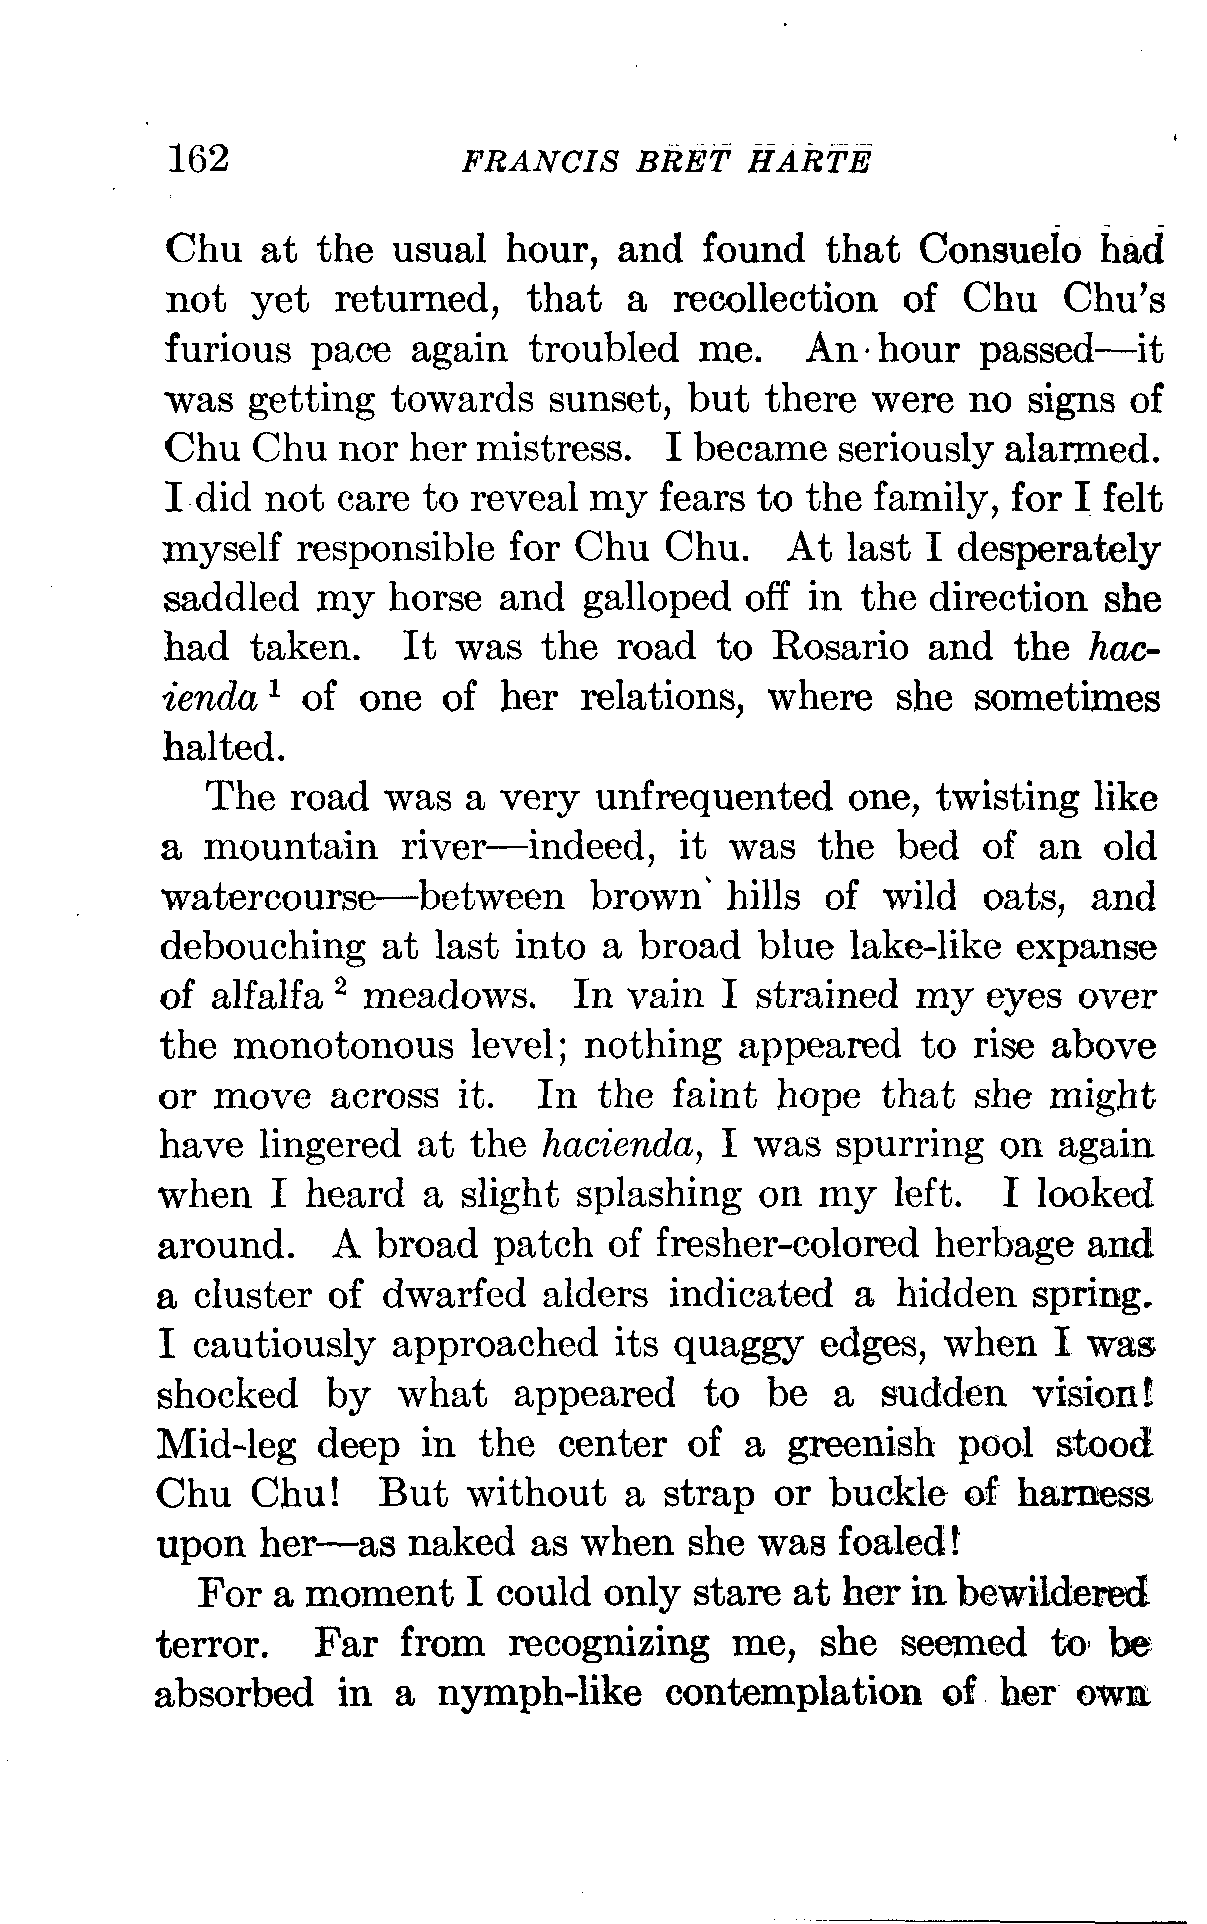 162 FRANCIS BRET HARTE
Chu at the usual hour, and found that Consuelo had
not yet returned, that a recollection of Chu Chu's
furious pace again troubled me. An hour passed—it
was getting towards sunset, but there were no signs of
Chu Chu nor her mistress. I became seriously alarmed.
I did not care to reveal my fears to the family, for I felt
myself responsible for Chu Chu. At last I desperately
saddled my horse and galloped off in the direction she
had taken. It was the road to Rosario and the hac-
ienda 1 of one of her relations, where she sometimes
halted.
The road was a very unfrequented one, twisting like
a mountain river—indeed, it was the bed of an old
watercourse—between brown hills of wild oats, and
debouching at last into a broad blue lake-like expanse
of alfalfa 2 meadows. In vain I strained my eyes over
the monotonous level; nothing appeared to rise above
or move across it. In the faint hope that she might
have lingered at the hacienda, I was spurring on again
when I heard a slight splashing on my left. I looked
around. A broad patch of fresher-colored herbage and
a cluster of dwarfed alders indicated a hidden spring.
I cautiously approached its quaggy edges, when I was
shocked by what appeared to be a sudden vision!
Mid-leg deep in the center of a greenish pool stood
Chu Chu! But without a strap or buckle of harness
upon her—as naked as when she was foaled!
For a moment I could only stare at her in bewildered
terror. Far from recognizing me, she seemed to be
absorbed in a nymph-like contemplation of her own